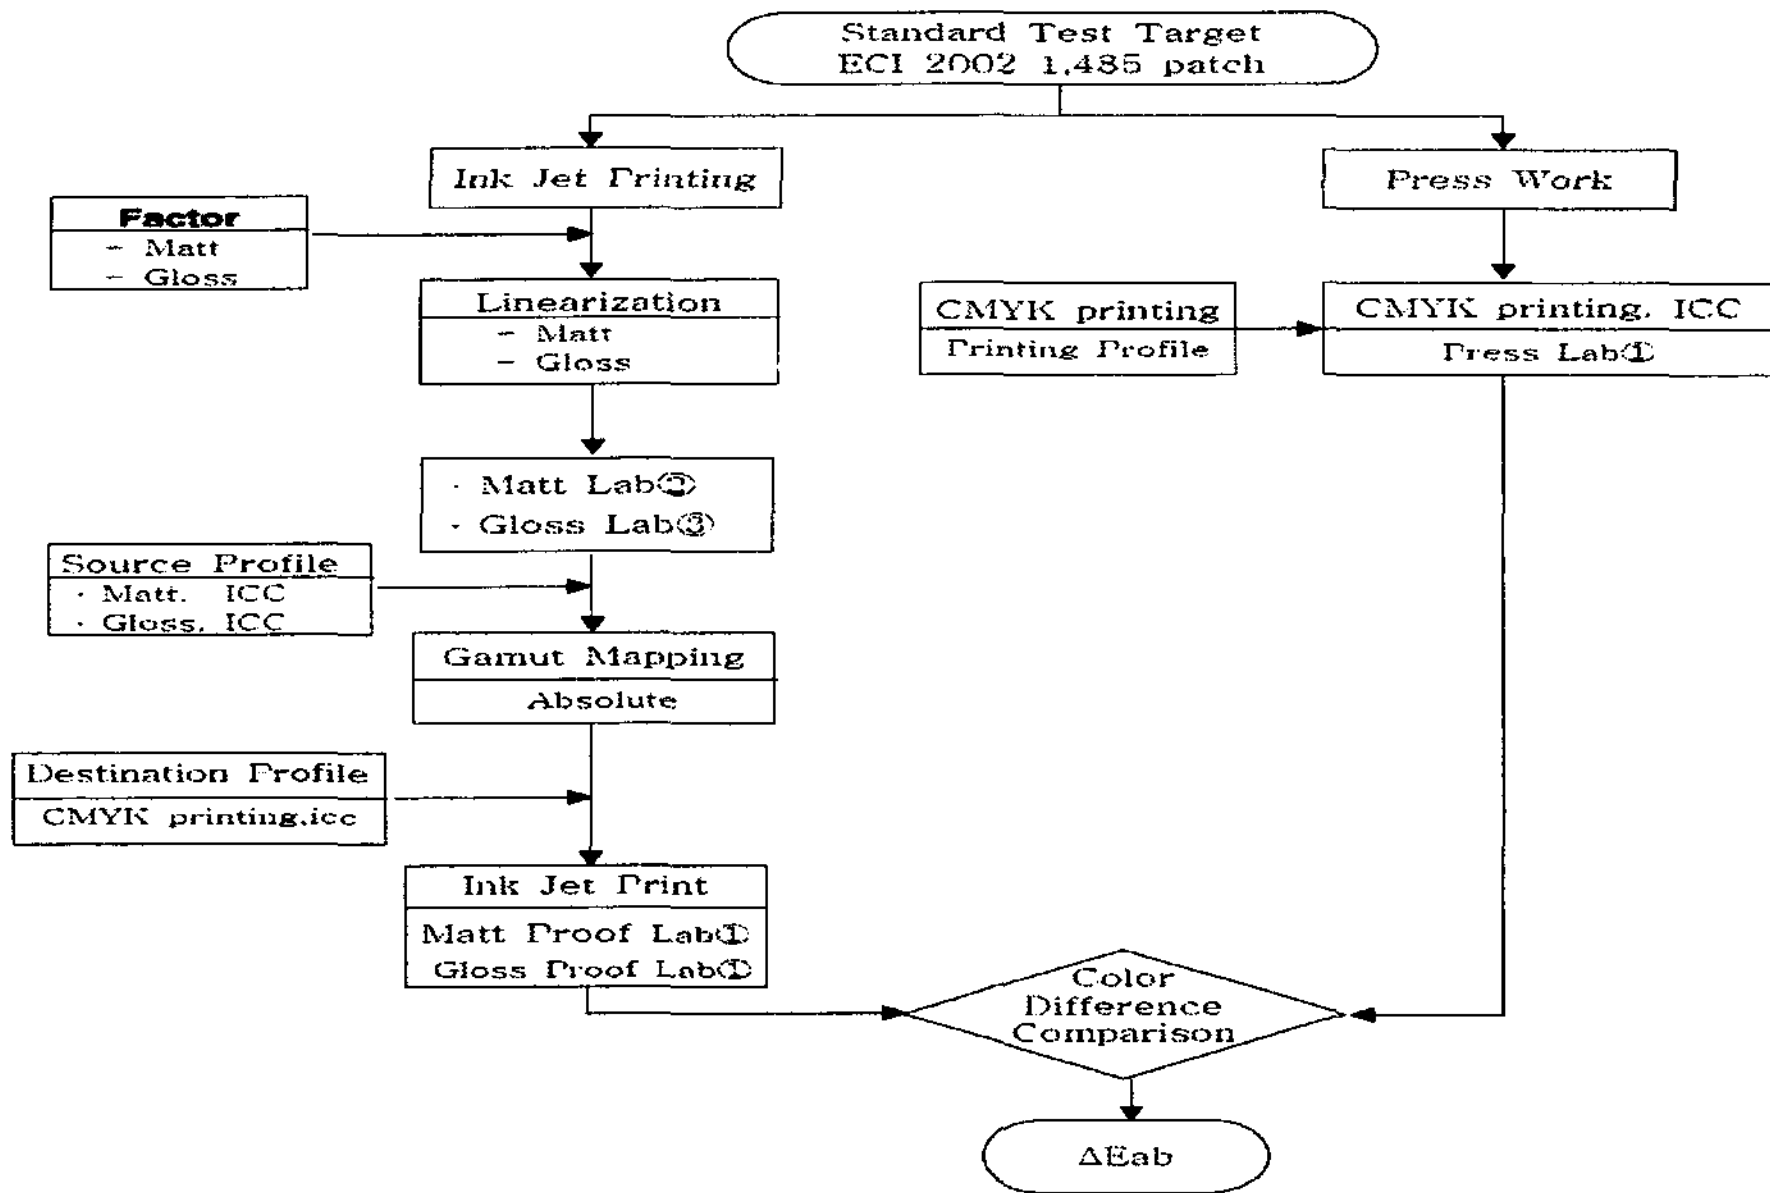 Standard Test Target
ECI 2002 1,485 patch
Ink Jet Printing
Press Work
Factor
- Matt
- Gloss
Linearization
- Matt
- Gloss
CMYK printing
Printing Profile
CMYK printing. ICC
Press Lab①
· Matt Lab②
· Gloss Lab③
Source Profile
· Matt. ICC
· Gloss. ICC
Gamut Mapping
Absolute
Destination Profile
CMYK printing.icc
Ink Jet Print
Matt Proof Lab①
Gloss Proof Lab①
Color
Difference
Comparison
ΔEab